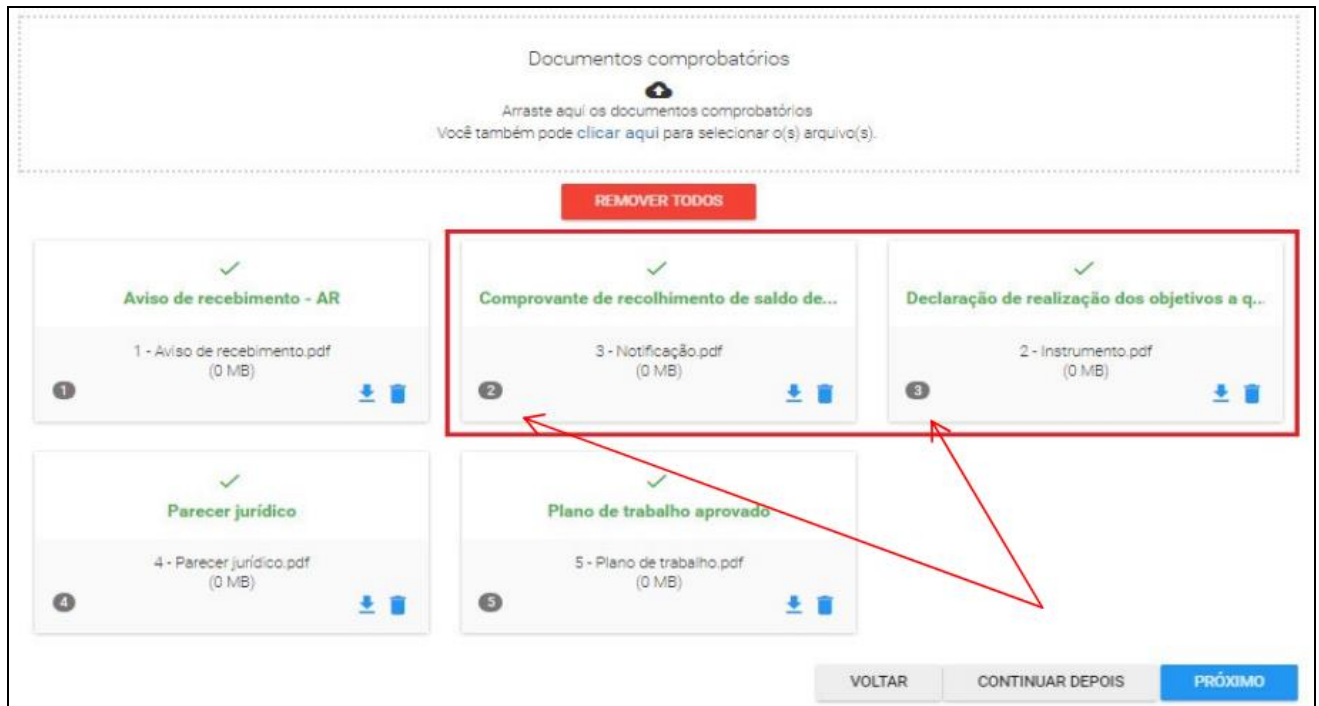 Documentos comprobatórios
Arraste aqui os documentos comprobatórios
Você também pode clicar aqui para selecionar o(s) arquivo(s).
REMOVER TODOS
Aviso de recebimento - AR
1 - Aviso de recebimento.pdf
(0 MB)
1
Comprovante de recolhimento de saldo de...
3 - Notificação.pdf
(0 MB)
2
Declaração de realização dos objetivos a q...
2 - Instrumento.pdf
(0 MB)
3
Parecer jurídico
4 - Parecer jurídico.pdf
(0 MB)
4
Plano de trabalho aprovado
5 - Plano de trabalho.pdf
(0 MB)
5
VOLTAR
CONTINUAR DEPOIS
PRÓXIMO